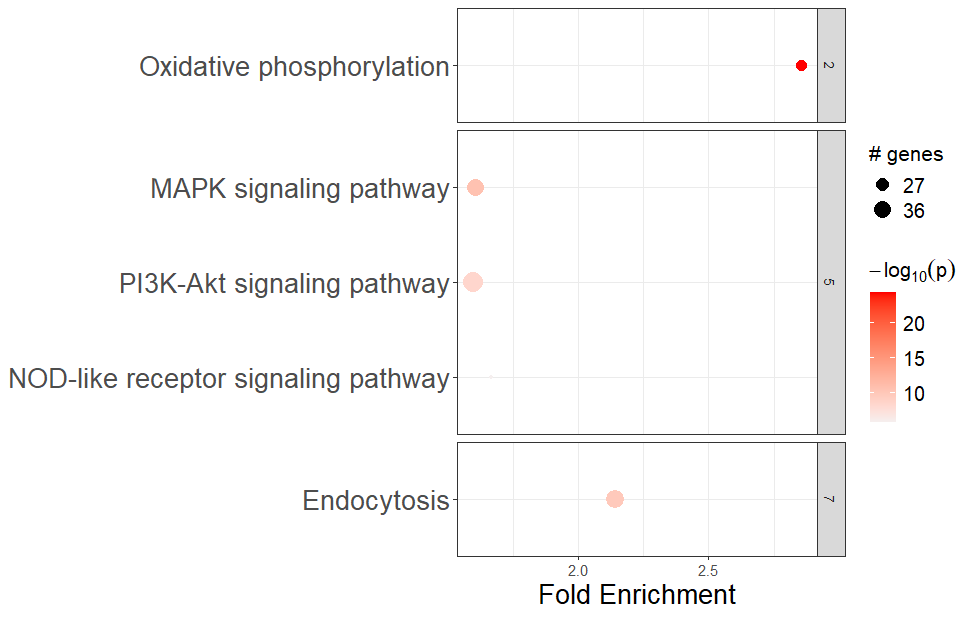 Oxidative phosphorylation
2
MAPK signaling pathway
PI3K-Akt signaling pathway
NOD-like receptor signaling pathway
5
Endocytosis
7
2.0 2.5
Fold Enrichment
# genes
27
36
−log10(p)
20
15
10